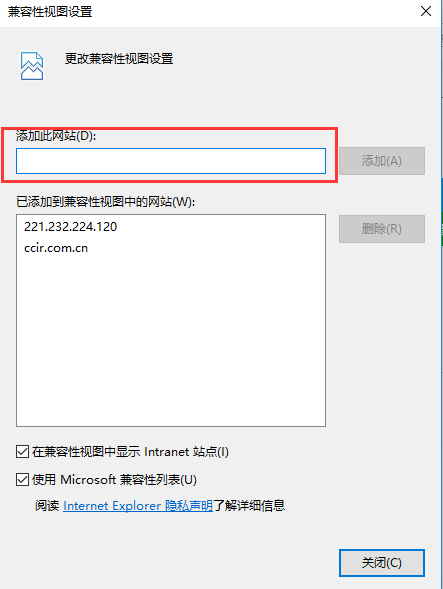 兼容性视图设置
更改兼容性视图设置
添加此网站(D):
添加(A)
已添加到兼容性视图中的网站(W):
221.232.224.120
删除(R)
ccir.com.cn
在兼容性视图中显示 Intranet 站点(I)
使用 Microsoft 兼容性列表(U)
阅读 Internet Explorer 隐私声明了解详细信息
关闭(C)